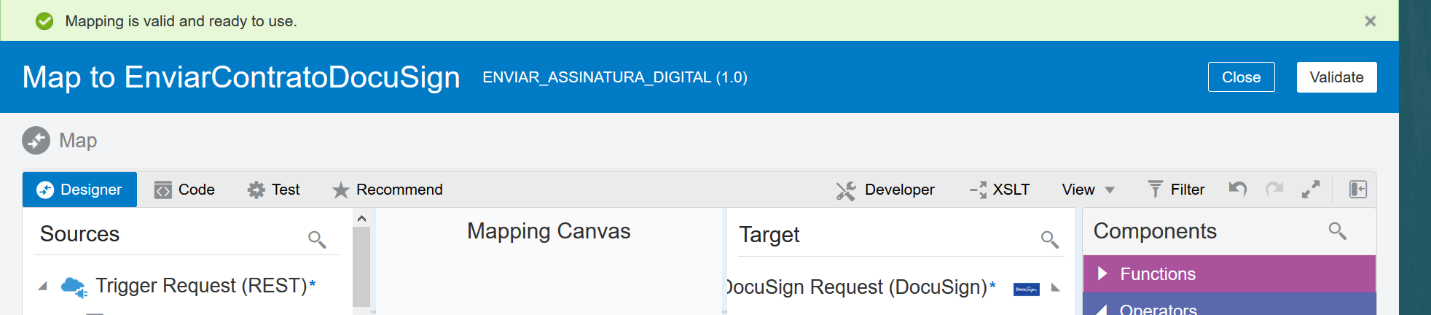 Mapping is valid and ready to use.
Map to EnviarContratoDocuSign ENVIAR_ASSINATURA_DIGITAL (1.0) Close Validate
Map
Designer Code Test Recommend Developer XSLT View Filter
Sources Mapping Canvas Target Components
Trigger Request (REST)* DocuSign Request (DocuSign)* DocuSign Functions
Operators